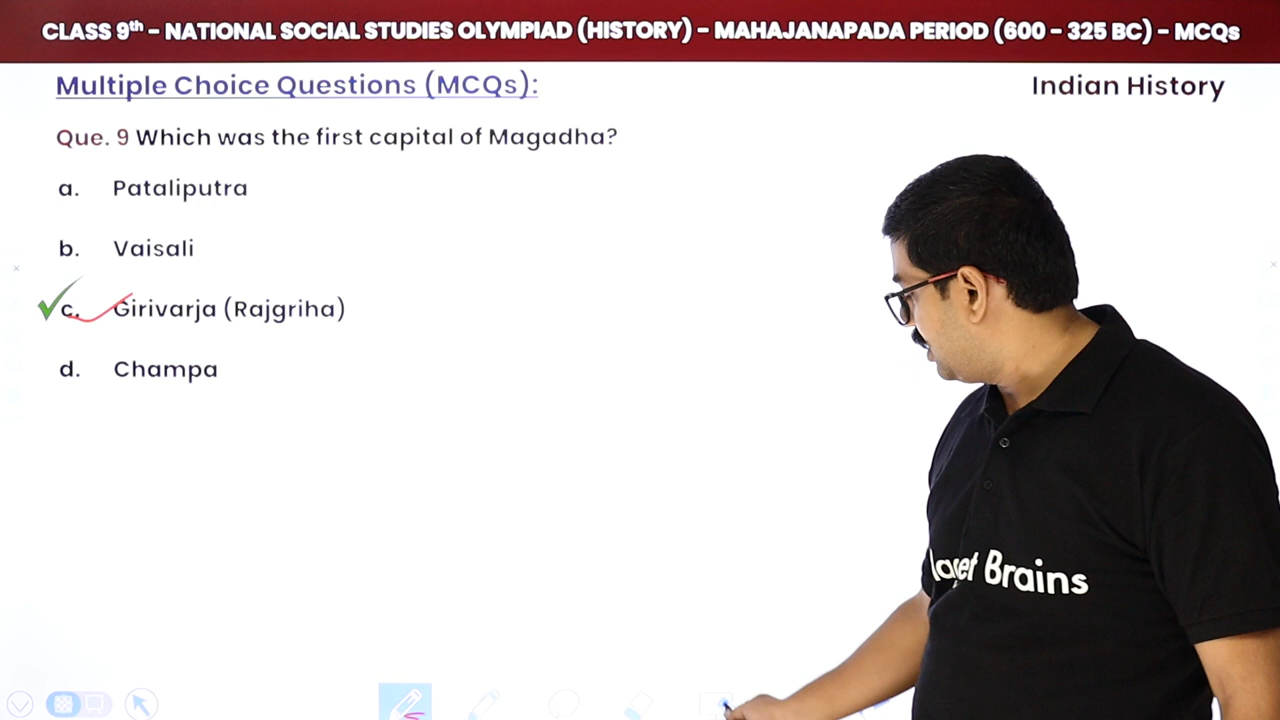 CLASS 9th – NATIONAL SOCIAL STUDIES OLYMPIAD (HISTORY) – MAHAJANAPADA PERIOD (600 – 325 BC) – MCQs
Multiple Choice Questions (MCQs):
Indian History
Que. 9 Which was the first capital of Magadha?
a. Pataliputra
b. Vaisali
c. Girivarja (Rajgriha)
d. Champa
Brains